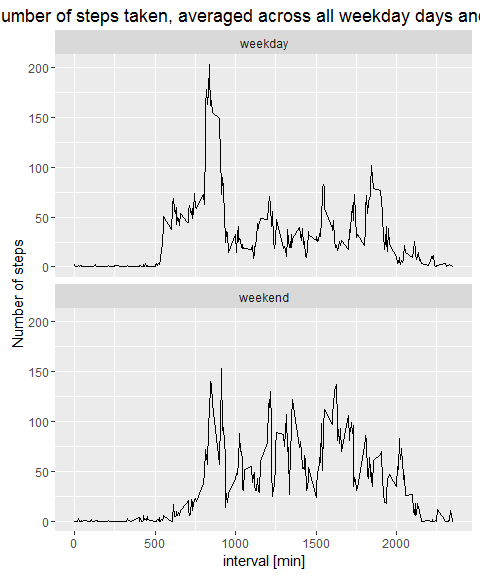 umber of steps taken, averaged across all weekday days an
weekday
200
150
100
50
0
Number of steps
weekend
200
150
100
50
0
0 500 1000 1500 2000
interval [min]